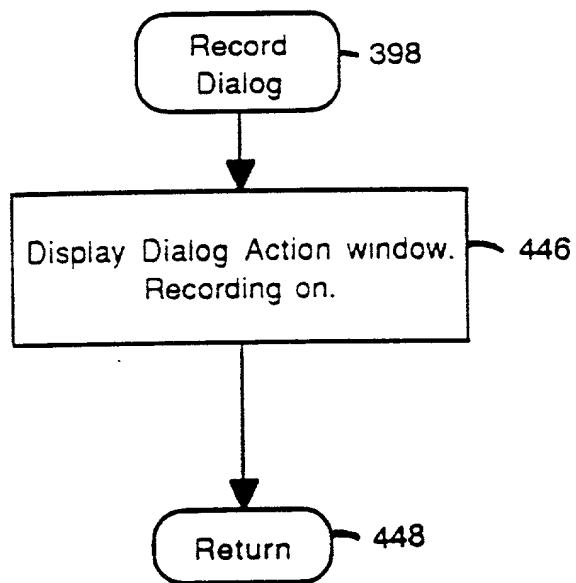 Record
Dialog
398
Display Dialog Action window.
Recording on.
446
Return
448